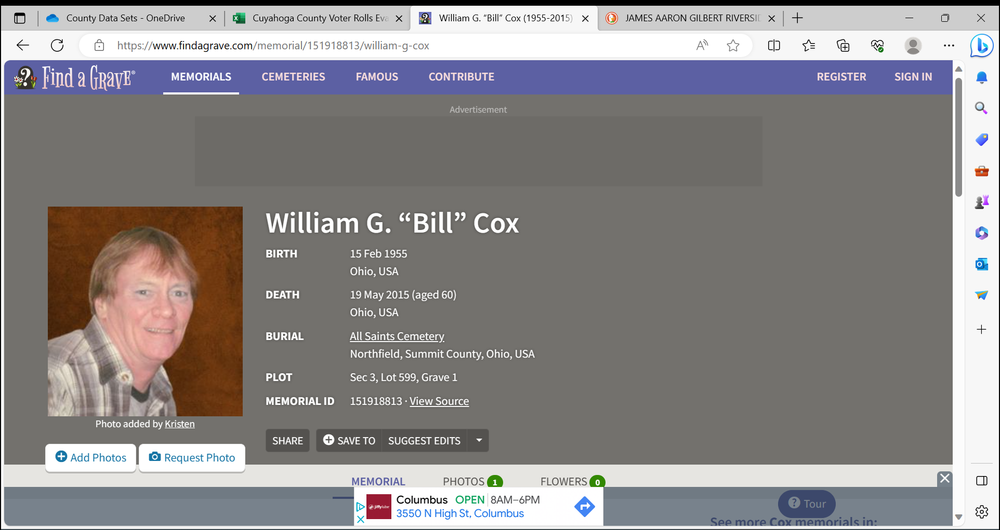 County Data Sets - OneDrive
Cuyahoga County Voter Rolls Eva
William G. “Bill” Cox (1955-2015)
JAMES AARON GILBERT RIVERSID
https://www.findagrave.com/memorial/151918813/william-g-cox
Find a Grave®
MEMORIALS
CEMETERIES
FAMOUS
CONTRIBUTE
REGISTER
SIGN IN
Advertisement
William G. “Bill” Cox
BIRTH
15 Feb 1955
Ohio, USA
DEATH
19 May 2015 (aged 60)
Ohio, USA
BURIAL
All Saints Cemetery
Northfield, Summit County, Ohio, USA
PLOT
Sec 3, Lot 599, Grave 1
MEMORIAL ID
151918813 · View Source
Photo added by Kristen
SHARE
SAVE TO
SUGGEST EDITS
Add Photos
Request Photo
MEMORIAL
PHOTOS 1
FLOWERS 0
jiffylube
Columbus OPEN 8AM–6PM
3550 N High St, Columbus
? Tour
See more Cox memorials in: